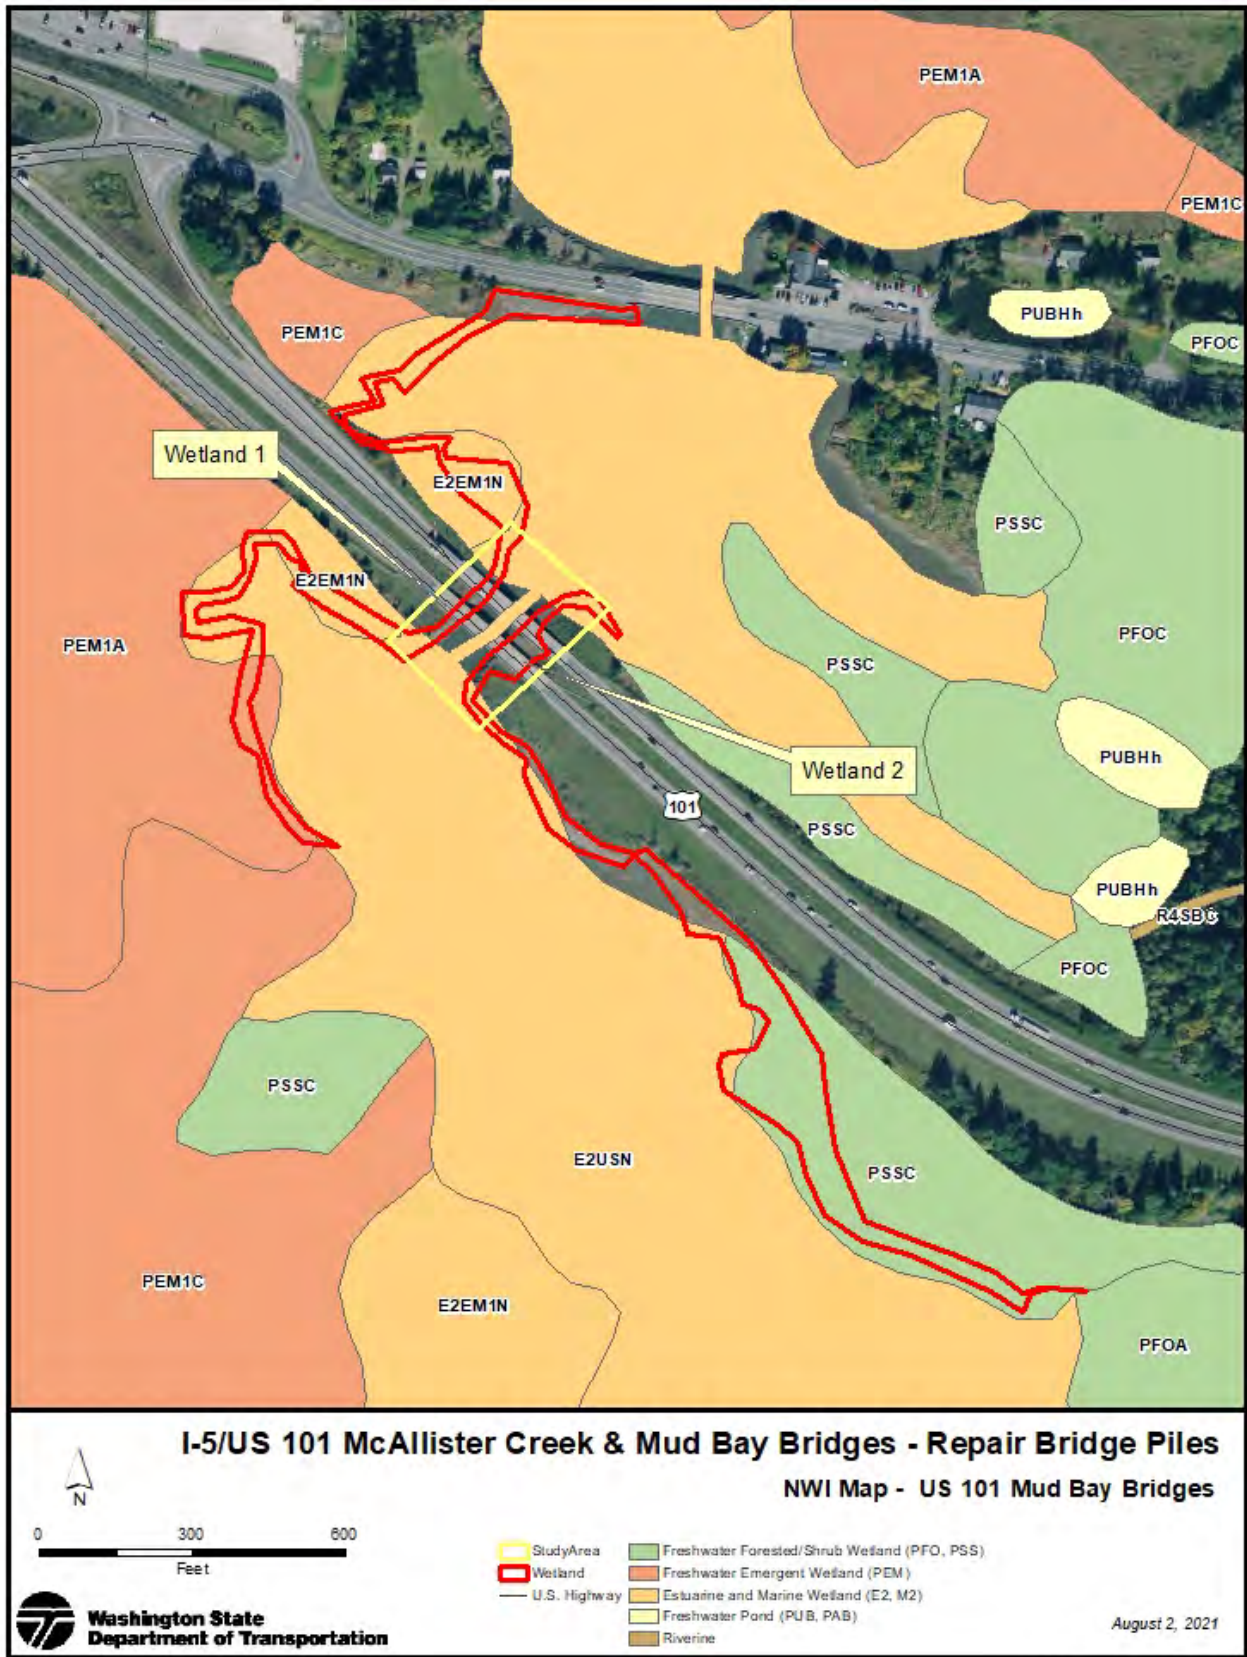 PEM1A
PEM1C
PUBHh
PEM1C
PFOC
Wetland 1
E2EM1N
PSSC
E2EM1N
PFOC
PEM1A
PSSC
PUBHh
Wetland 2
101
PSSC
PUBHh
R4SBC
PFOC
PSSC
E2USN
PSSC
PEM1C
E2EM1N
PFOA
I-5/US 101 McAllister Creek & Mud Bay Bridges - Repair Bridge Piles
NWI Map - US 101 Mud Bay Bridges
N
0 300 600
Feet
StudyArea
Wetland
U.S. Highway
Freshwater Forested/Shrub Wetland (PFO, PSS)
Freshwater Emergent Wetland (PEM)
Estuarine and Marine Wetland (E2, M2)
Freshwater Pond (PUB, PAB)
Riverine
Washington State
Department of Transportation
August 2, 2021